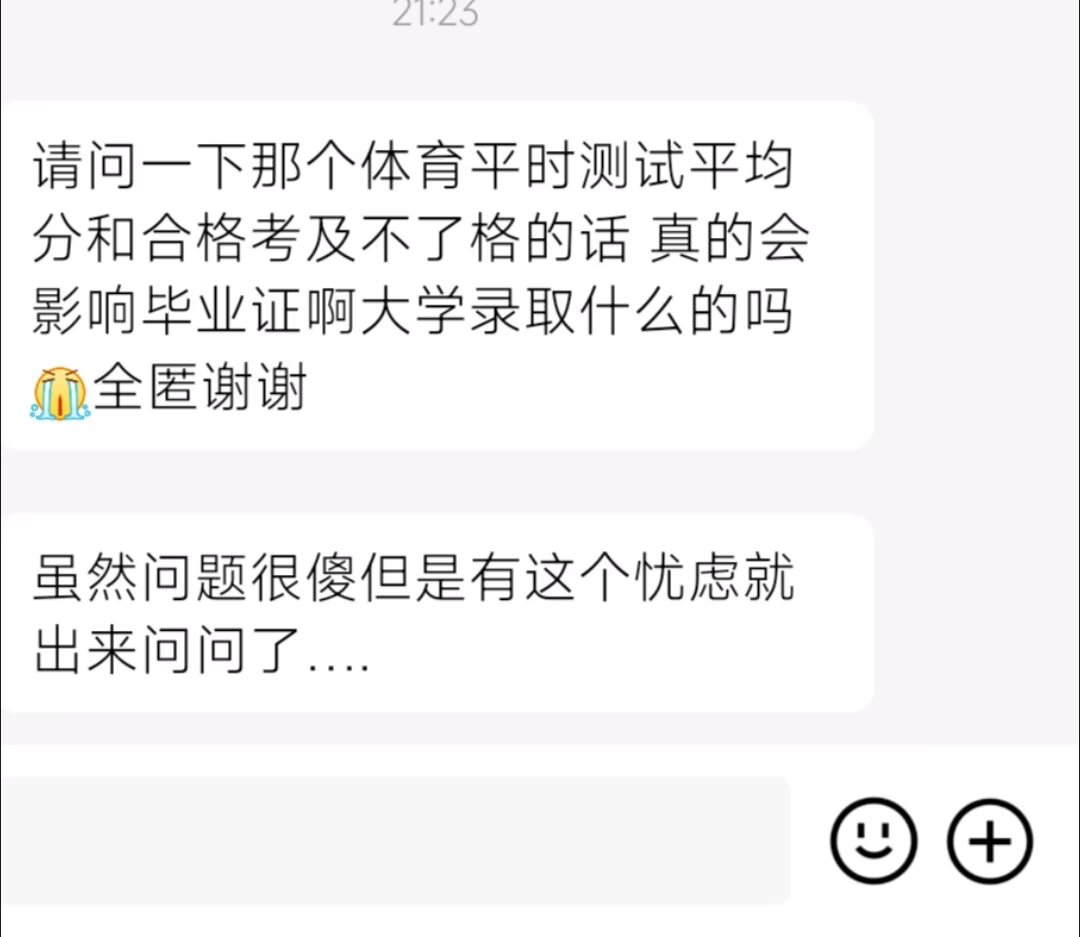 21:23
请问一下那个体育平时测试平均
分和合格考及不了格的话 真的会
影响毕业证啊大学录取什么的吗
😭全匿谢谢
虽然问题很傻但是有这个忧虑就
出来问问了....